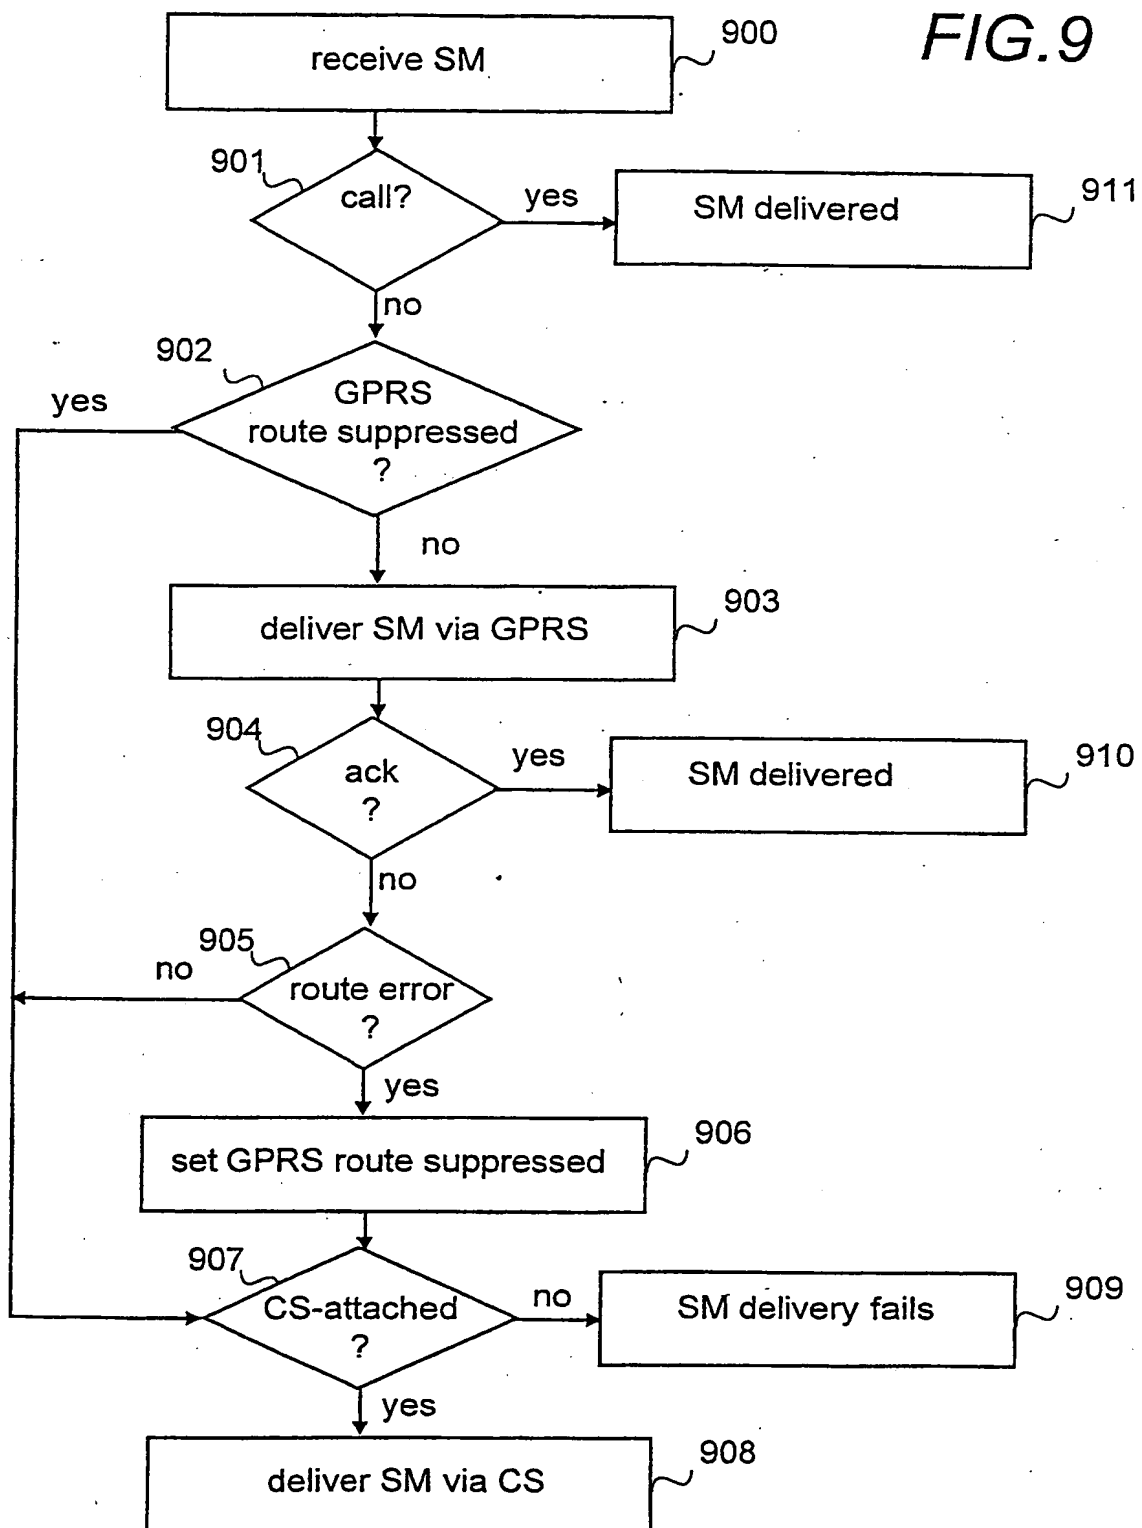 FIG.9
receive SM
900
901
call?
yes
SM delivered
911
no
902
GPRS
route suppressed
?
yes
no
deliver SM via GPRS
903
904
ack
?
yes
SM delivered
910
no
905
route error
?
no
yes
set GPRS route suppressed
906
907
CS-attached
?
no
SM delivery fails
909
yes
deliver SM via CS
908